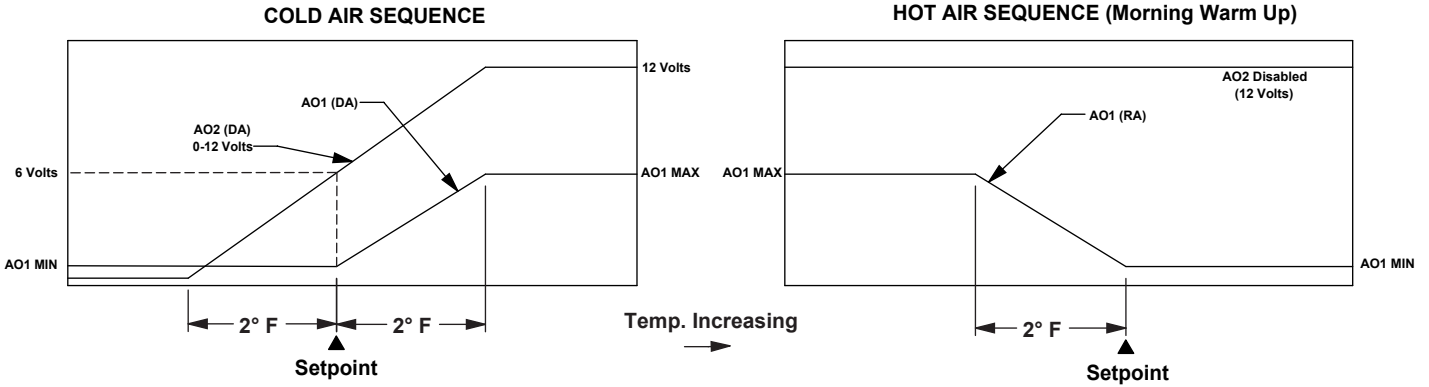 COLD AIR SEQUENCE
12 Volts
AO1 (DA)
AO2 (DA)
0-12 Volts
6 Volts
AO1 MAX
AO1 MIN
2° F
2° F
Setpoint
Temp. Increasing
HOT AIR SEQUENCE (Morning Warm Up)
AO2 Disabled
(12 Volts)
AO1 (RA)
AO1 MAX
AO1 MIN
2° F
Setpoint